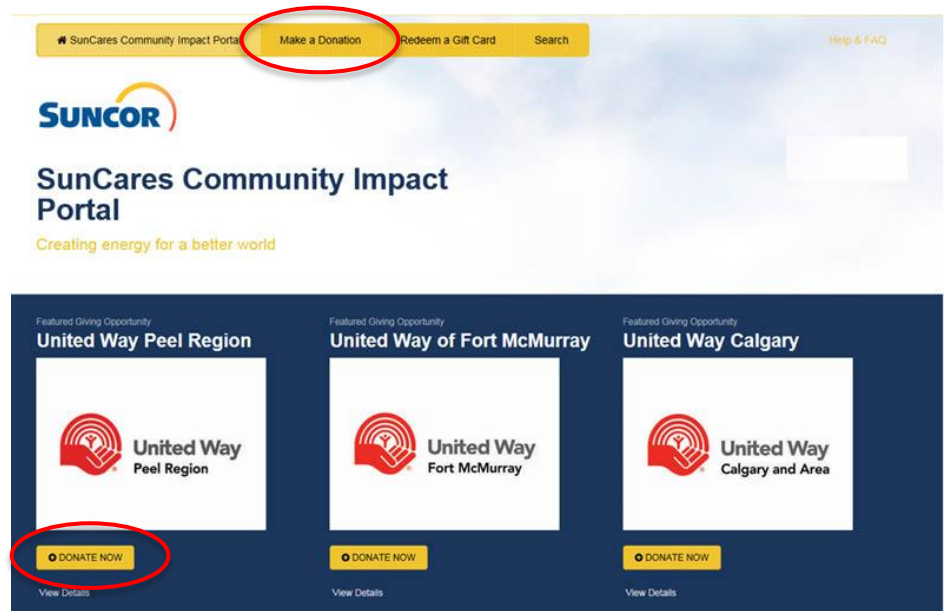 SunCares Community Impact Portal Make a Donation Redeem a Gift Card Search Help & FAQ
SUNCOR
SunCares Community Impact
Portal
Creating energy for a better world
Featured Giving Opportunity
United Way Peel Region
United Way
Peel Region
DONATE NOW
View Details
Featured Giving Opportunity
United Way of Fort McMurray
United Way
Fort McMurray
DONATE NOW
View Details
Featured Giving Opportunity
United Way Calgary
United Way
Calgary and Area
DONATE NOW
View Details